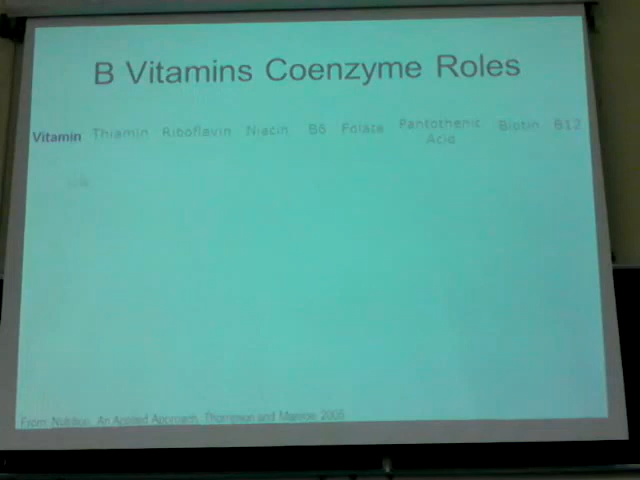 B Vitamins Coenzyme Roles
Vitamin Thiamin Riboflavin Niacin B6 Folate Pantothenic Acid Biotin B12
From: Nutrition: An Applied Approach, Thompson and Manore, 2005